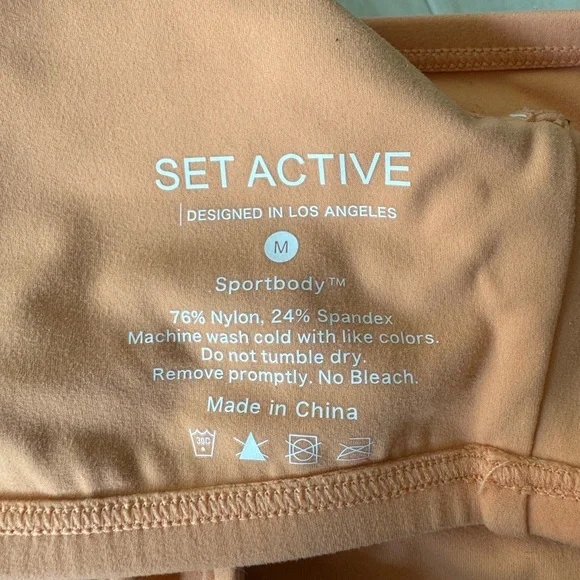 SET ACTIVE
DESIGNED IN LOS ANGELES
M
Sportbody™
76% Nylon, 24% Spandex
Machine wash cold with like colors.
Do not tumble dry.
Remove promptly. No Bleach.
Made in China